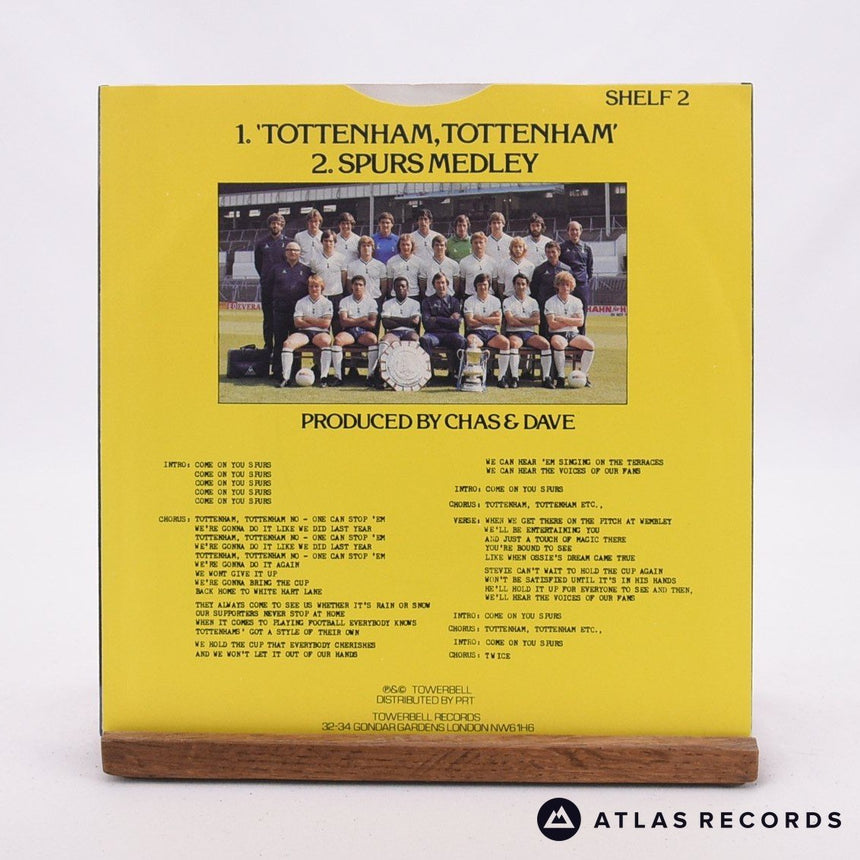 SHELF 2
1. 'TOTTENHAM, TOTTENHAM'
2. SPURS MEDLEY
PRODUCED BY CHAS & DAVE
INTRO: COME ON YOU SPURS
COME ON YOU SPURS
COME ON YOU SPURS
COME ON YOU SPURS
COME ON YOU SPURS
CHORUS: TOTTENHAM, TOTTENHAM NO - ONE CAN STOP 'EM
WE'RE GONNA DO IT LIKE WE DID LAST YEAR
TOTTENHAM, TOTTENHAM NO - ONE CAN STOP 'EM
WE'RE GONNA DO IT LIKE WE DID LAST YEAR
TOTTENHAM, TOTTENHAM NO - ONE CAN STOP 'EM
WE'RE GONNA DO IT AGAIN
WE WONT GIVE IT UP
WE'RE GONNA BRING THE CUP
BACK HOME TO WHITE HART LANE
THEY ALWAYS COME TO SEE US WHETHER IT'S RAIN OR SNOW
OUR SUPPORTERS NEVER STOP AT HOME
WHEN IT COMES TO PLAYING FOOTBALL EVERYBODY KNOWS
TOTTENHAMS' GOT A STYLE OF THEIR OWN
WE HOLD THE CUP THAT EVERYBODY CHERISHES
AND WE WON'T LET IT OUT OF OUR HANDS
WE CAN HEAR 'EM SINGING ON THE TERRACES
WE CAN HEAR THE VOICES OF OUR FANS
INTRO: COME ON YOU SPURS
CHORUS: TOTTENHAM, TOTTENHAM ETC.,
VERSE: WHEN WE GET THERE ON THE PITCH AT WEMBLEY
WE'LL BE ENTERTAINING YOU
AND JUST A TOUCH OF MAGIC THERE
YOU'RE BOUND TO SEE
LIKE WHEN OSSIE'S DREAM CAME TRUE
STEVIE CAN'T WAIT TO HOLD THE CUP AGAIN
WON'T BE SATISFIED UNTIL IT'S IN HIS HANDS
HE'LL HOLD IT UP FOR EVERYONE TO SEE AND THEN,
WE'LL HEAR THE VOICES OF OUR FANS
INTRO: COME ON YOU SPURS
CHORUS: TOTTENHAM, TOTTENHAM ETC.,
INTRO: COME ON YOU SPURS
CHORUS: TWICE
℗&© TOWERBELL
DISTRIBUTED BY PRT
TOWERBELL RECORDS
32-34 GONDAR GARDENS LONDON NW6 1H6
ATLAS RECORDS